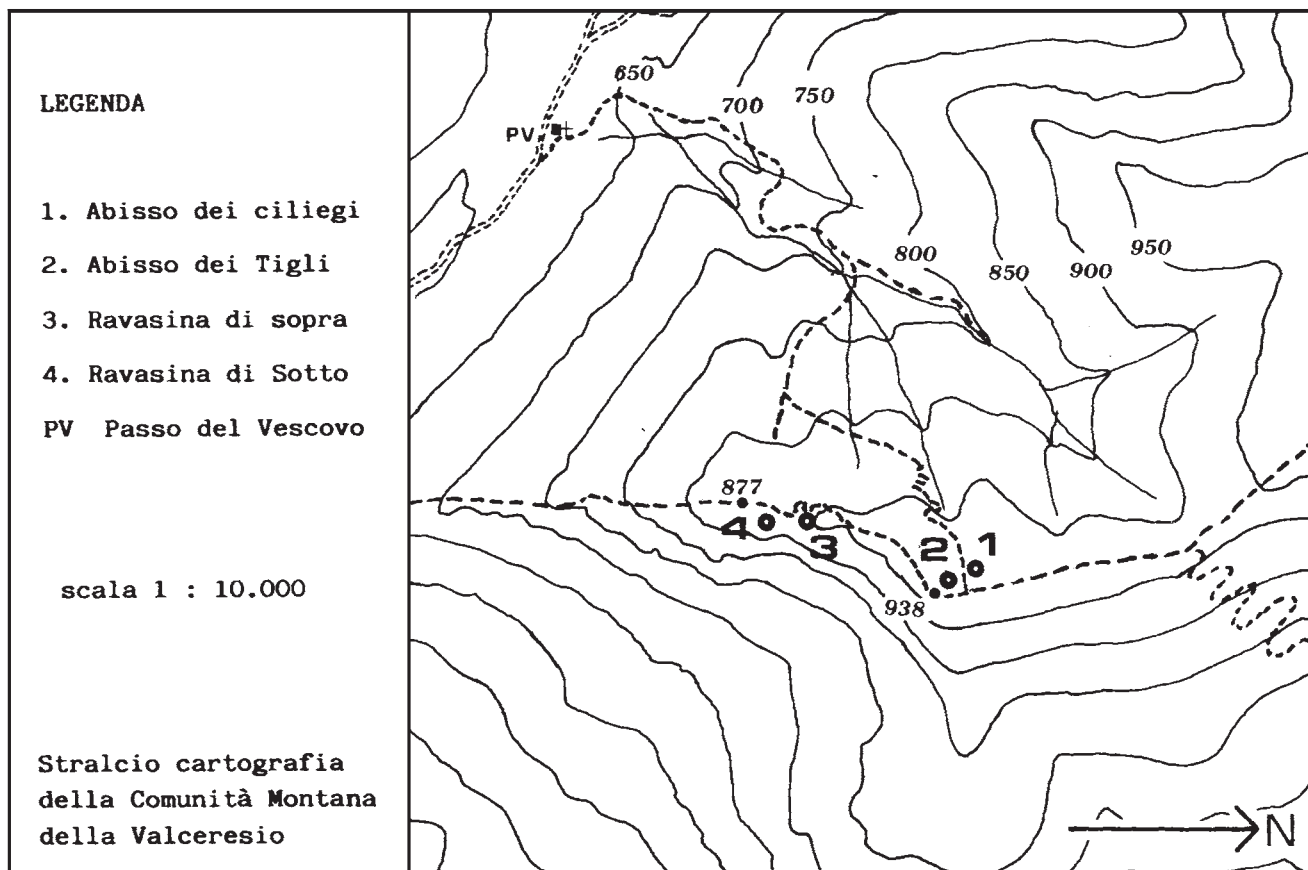 LEGENDA
1. Abisso dei ciliegi
2. Abisso dei Tigli
3. Ravasina di sopra
4. Ravasina di Sotto
PV Passo del Vescovo
scala 1 : 10.000
Stralcio cartografia
della Comunità Montana
della Valceresio
650
700
750
PV
800
850
900
950
877
4
3
2
1
938
N